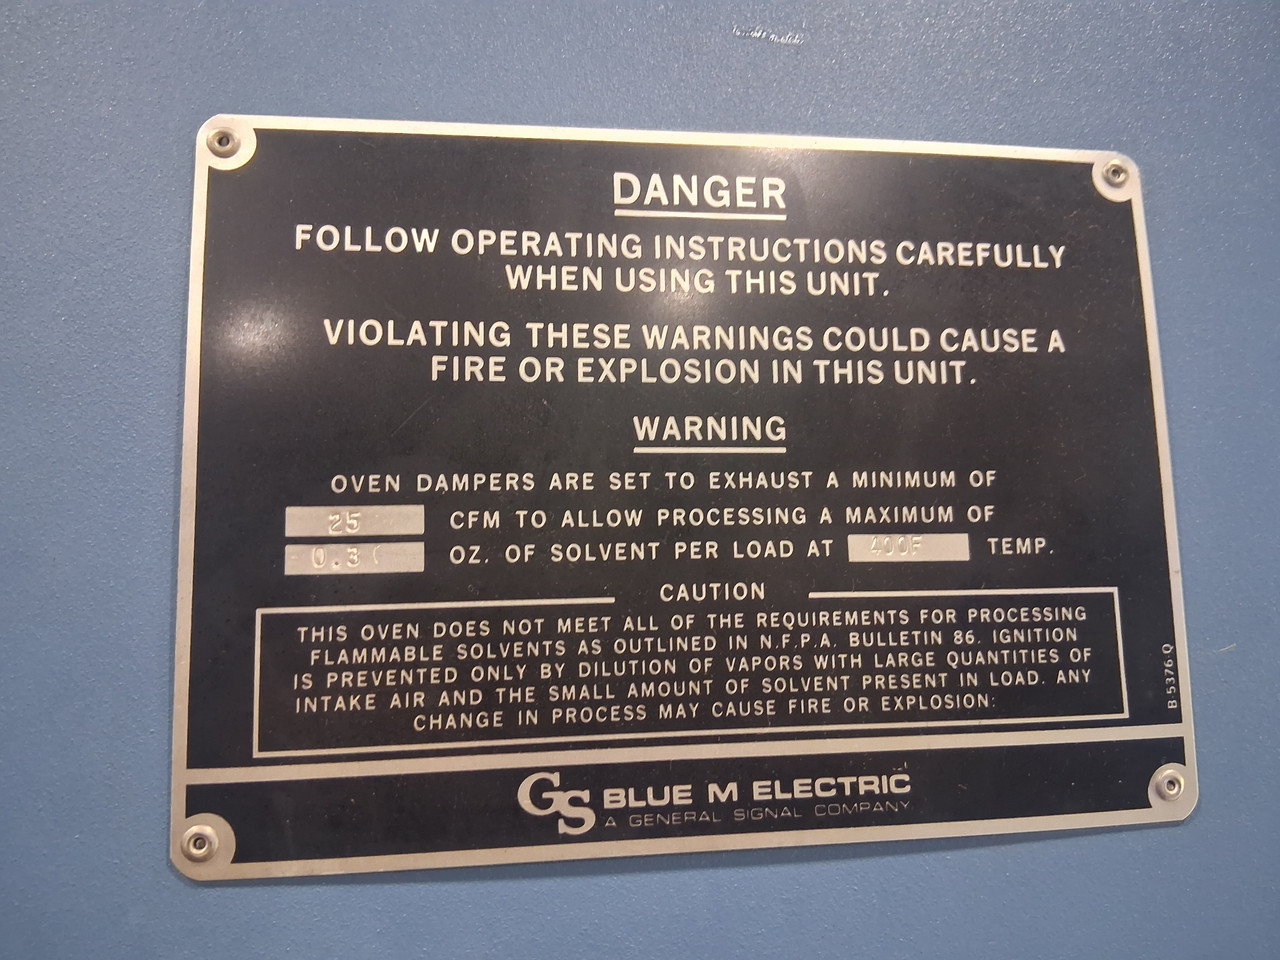 DANGER
FOLLOW OPERATING INSTRUCTIONS CAREFULLY
WHEN USING THIS UNIT.
VIOLATING THESE WARNINGS COULD CAUSE A
FIRE OR EXPLOSION IN THIS UNIT.
WARNING
OVEN DAMPERS ARE SET TO EXHAUST A MINIMUM OF
25 CFM TO ALLOW PROCESSING A MAXIMUM OF
0.3 OZ. OF SOLVENT PER LOAD AT 400F TEMP.
CAUTION
THIS OVEN DOES NOT MEET ALL OF THE REQUIREMENTS FOR PROCESSING
FLAMMABLE SOLVENTS AS OUTLINED IN N.F.P.A. BULLETIN 86. IGNITION
IS PREVENTED ONLY BY DILUTION OF VAPORS WITH LARGE QUANTITIES OF
INTAKE AIR AND THE SMALL AMOUNT OF SOLVENT PRESENT IN LOAD. ANY
CHANGE IN PROCESS MAY CAUSE FIRE OR EXPLOSION:
B-5376 Q
GS BLUE M ELECTRIC
A GENERAL SIGNAL COMPANY